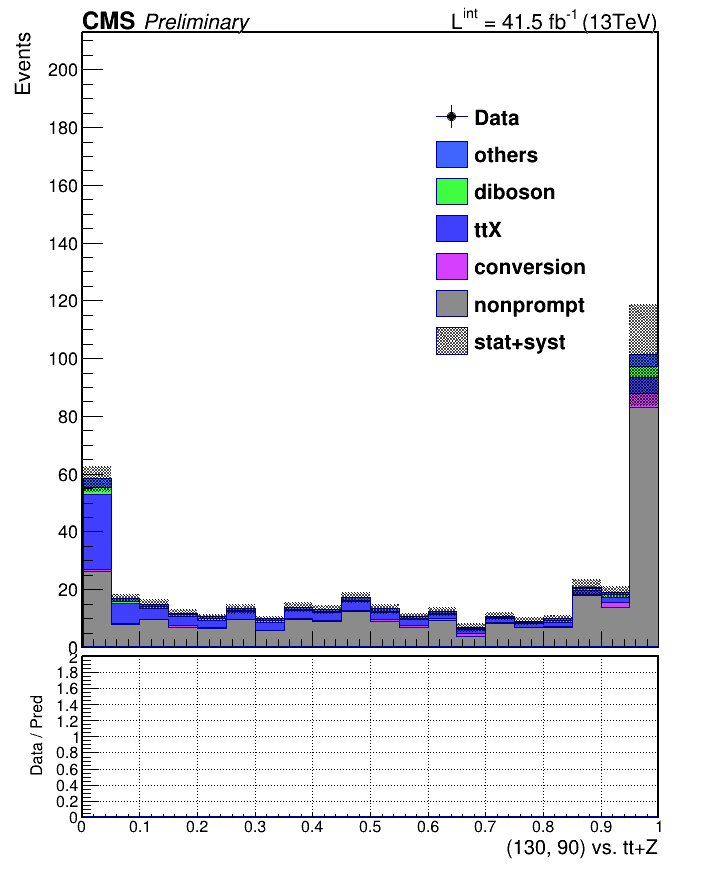 CMS Preliminary
L^int = 41.5 fb^-1 (13TeV)
Events
200
180
160
140
120
100
80
60
40
20
0
Data
others
diboson
ttX
conversion
nonprompt
stat+syst
Data / Pred
2
1.8
1.6
1.4
1.2
1
0.8
0.6
0.4
0.2
0
0 0.1 0.2 0.3 0.4 0.5 0.6 0.7 0.8 0.9 1
(130, 90) vs. tt+Z